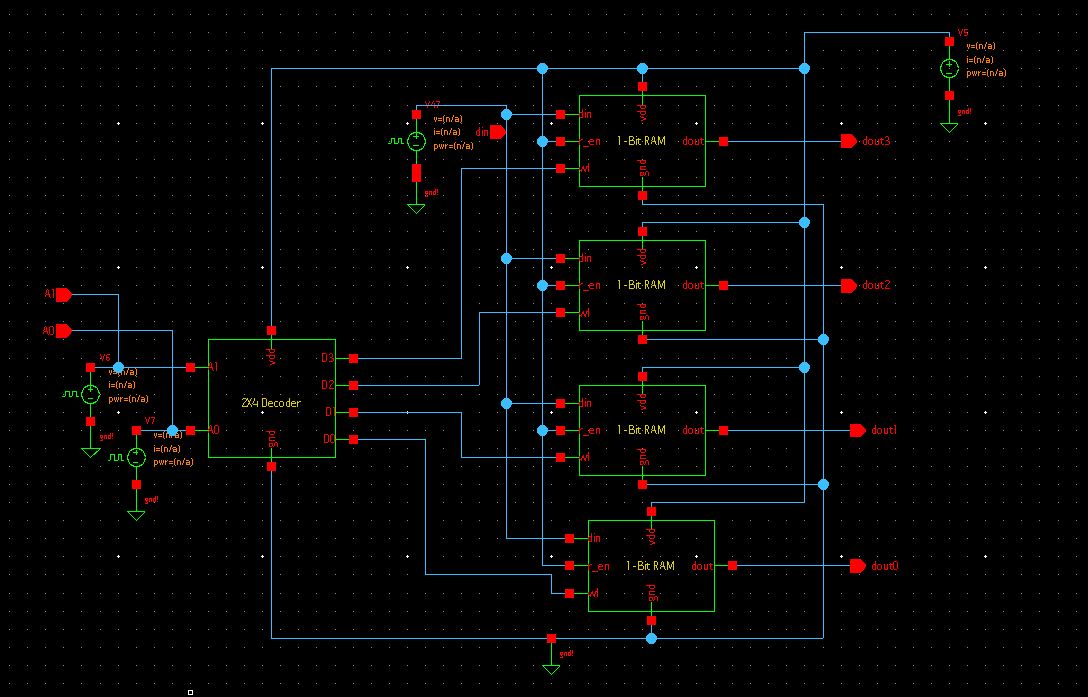 V5
v=(n/a)
i=(n/a)
pwr=(n/a)
gnd!
v=(n/a)
i=(n/a)
pwr=(n/a)
gnd!
din
din
r_en
wl
vdd
1-Bit RAM
gnd
dout
dout3
din
r_en
wl
vdd
1-Bit RAM
gnd
dout
dout2
A1
A0
V6
v=(n/a)
i=(n/a)
pwr=(n/a)
gnd!
V7
v=(n/a)
i=(n/a)
pwr=(n/a)
gnd!
A1
A0
vdd
2X4 Decoder
gnd
D3
D2
D1
D0
din
r_en
wl
vdd
1-Bit RAM
gnd
dout
dout1
din
r_en
wl
vdd
1-Bit RAM
gnd
dout
dout0
gnd!